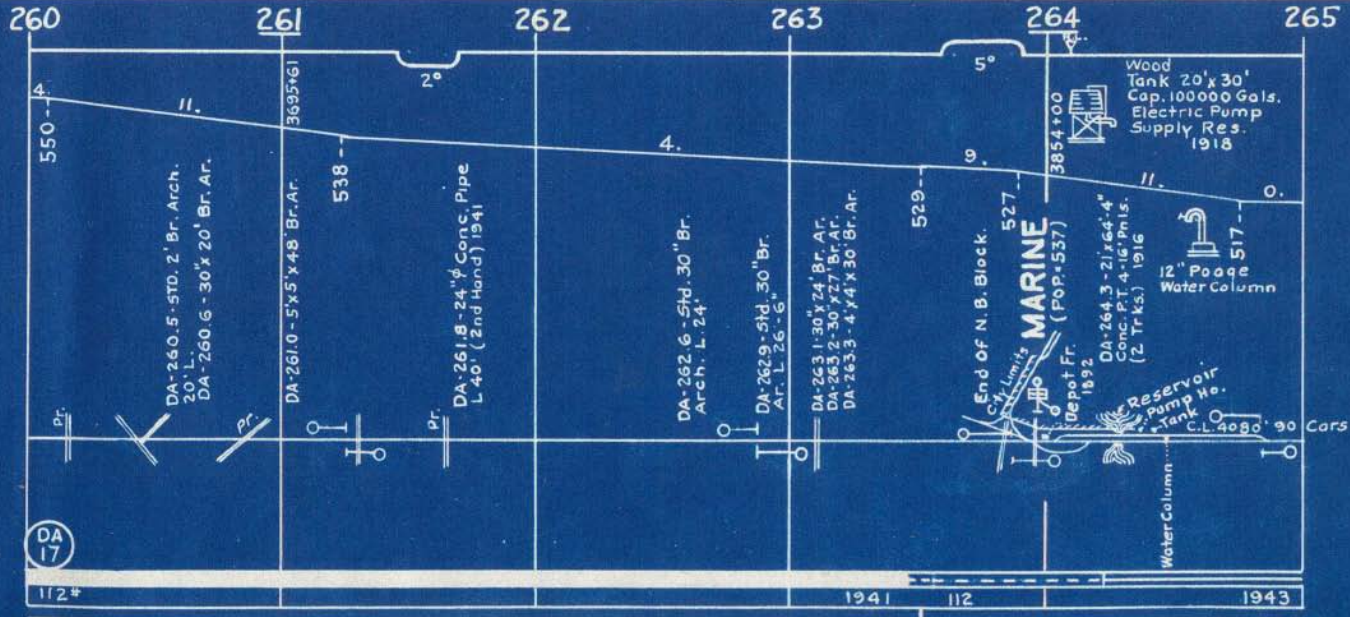 260 261 262 263 264 265
2°
5°
Wood
Tank 20'x30'
Cap. 100000 Gals.
Electric Pump
Supply Res.
1918
4.
11.
4.
9.
11.
0.
550
3695+61
538
529
527
3854+00
517
12" Poage
Water Column
DA-260.5-STD. 2' Br. Arch.
20' L.
DA-260.6-30"x20' Br. Ar.
DA-261.0-5'x5'x48' Br. Ar.
DA-261.8-24"φ Conc. Pipe
L 40' (2nd Hand) 1941
DA-262.6-Std. 30" Br.
Arch. L. 24'
DA-262.9-Std. 30" Br.
Ar. L 26'-6"
DA-263.1-30"x24' Br. Ar.
DA-263.2-30"x27' Br. Ar.
DA-263.3-4'x4'x30' Br. Ar.
End of N.B. Block.
MARINE
(POP.=537)
DA-264.3-21'x64'-4"
Conc. P.T. 4-16' Pnls.
(2 Trks.) 1916
City Limits
Depot Fr.
1892
Reservoir
Pump Ho.
Tank
C.L. 4080' 90 Cars
Pr.
Pr.
Pr.
Water Column
DA
17
112#
1941
112
1943